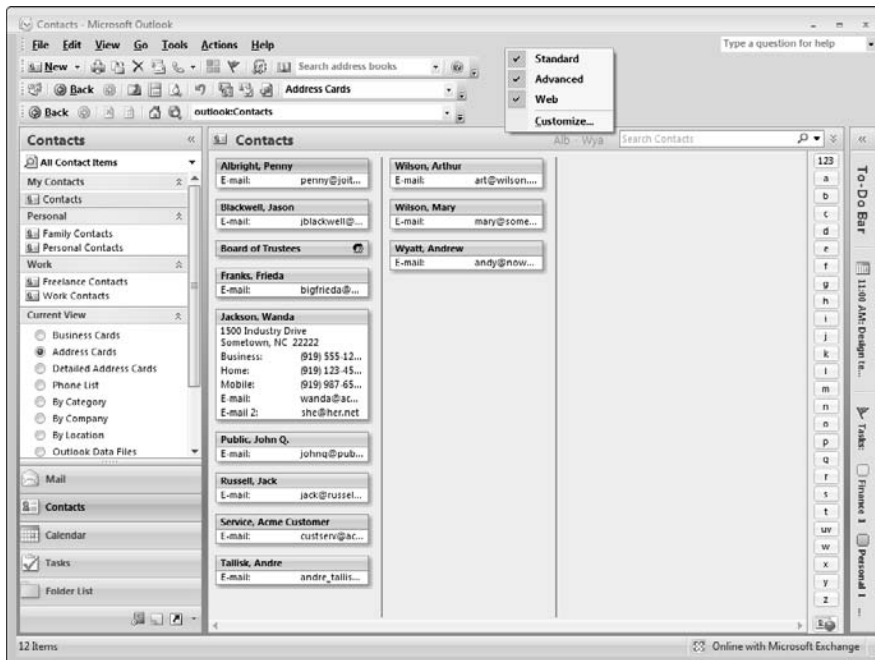 Contacts - Microsoft Outlook
File Edit View Go Tools Actions Help
Type a question for help
New
Search address books
Back
Address Cards
Back
outlook:Contacts
Standard
Advanced
Web
Customize...
Contacts
All Contact Items
My Contacts
Contacts
Personal
Family Contacts
Personal Contacts
Work
Freelance Contacts
Work Contacts
Current View
Business Cards
Address Cards
Detailed Address Cards
Phone List
By Category
By Company
By Location
Outlook Data Files
Mail
Contacts
Calendar
Tasks
Folder List
Contacts
Alb - Wya
Search Contacts
Albright, Penny
E-mail: penny@joit...
Blackwell, Jason
E-mail: jblackwell@...
Board of Trustees
Franks, Frieda
E-mail: bigfrieda@...
Jackson, Wanda
1500 Industry Drive
Sometown, NC 22222
Business: (919) 555-12...
Home: (919) 123-45...
Mobile: (919) 987-65...
E-mail: wanda@ac...
E-mail 2: she@her.net
Public, John Q.
E-mail: johnq@pub...
Russell, Jack
E-mail: jack@russel...
Service, Acme Customer
E-mail: custserv@ac...
Tallisk, Andre
E-mail: andre_tallis...
Wilson, Arthur
E-mail: art@wilson....
Wilson, Mary
E-mail: mary@some...
Wyatt, Andrew
E-mail: andy@now...
123
a
b
c
d
e
f
g
h
i
j
k
l
m
n
o
p
q
r
s
t
uv
w
x
y
z
To-Do Bar
11:00 AM: Design te...
Tasks:
Finance 1
Personal 1
...
12 Items
Online with Microsoft Exchange